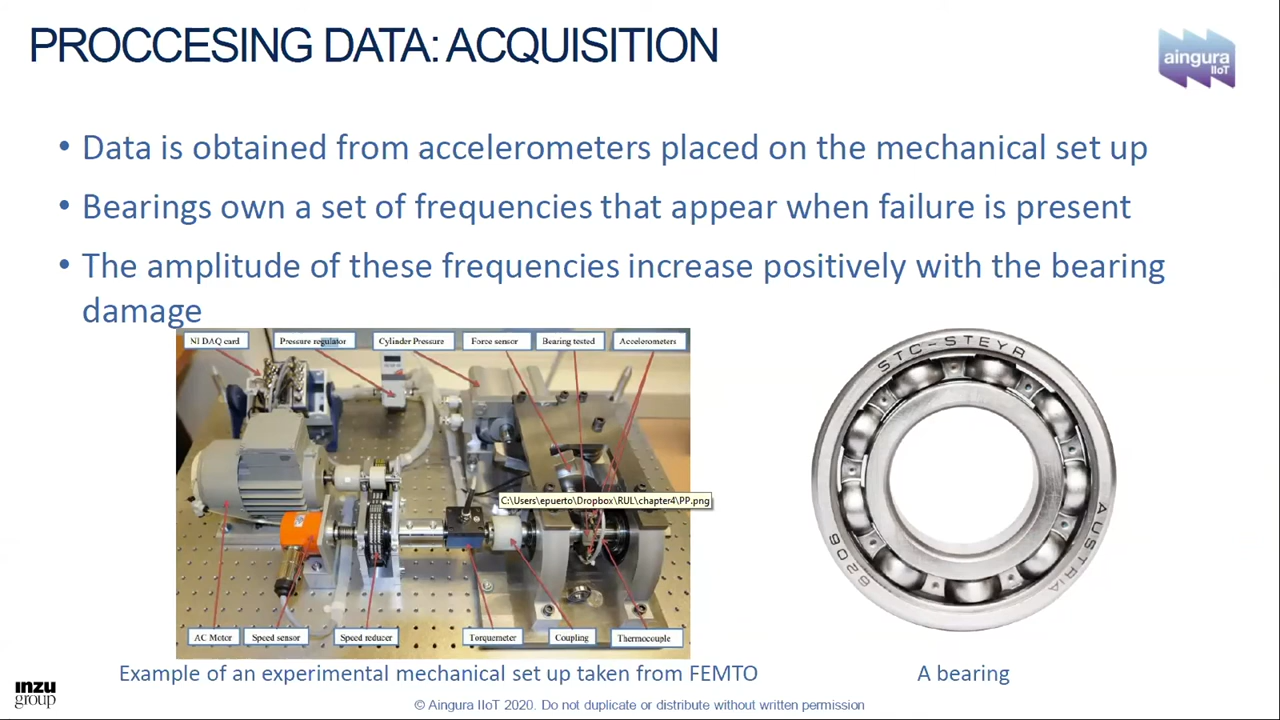 PROCCESING DATA: ACQUISITION
aingura
IIoT
• Data is obtained from accelerometers placed on the mechanical set up
• Bearings own a set of frequencies that appear when failure is present
• The amplitude of these frequencies increase positively with the bearing
damage
NI DAQ card
Pressure regulator
Cylinder Pressure
Force sensor
Bearing tested
Accelerometers
C:\Users\epuerto\Dropbox\RUL\chapter4\PP.png
AC Motor
Speed sensor
Speed reducer
Torquemeter
Coupling
Thermocouple
STC-STEYR
AUSTRIA
6206
Example of an experimental mechanical set up taken from FEMTO
A bearing
inzu
group
© Aingura IIoT 2020. Do not duplicate or distribute without written permission